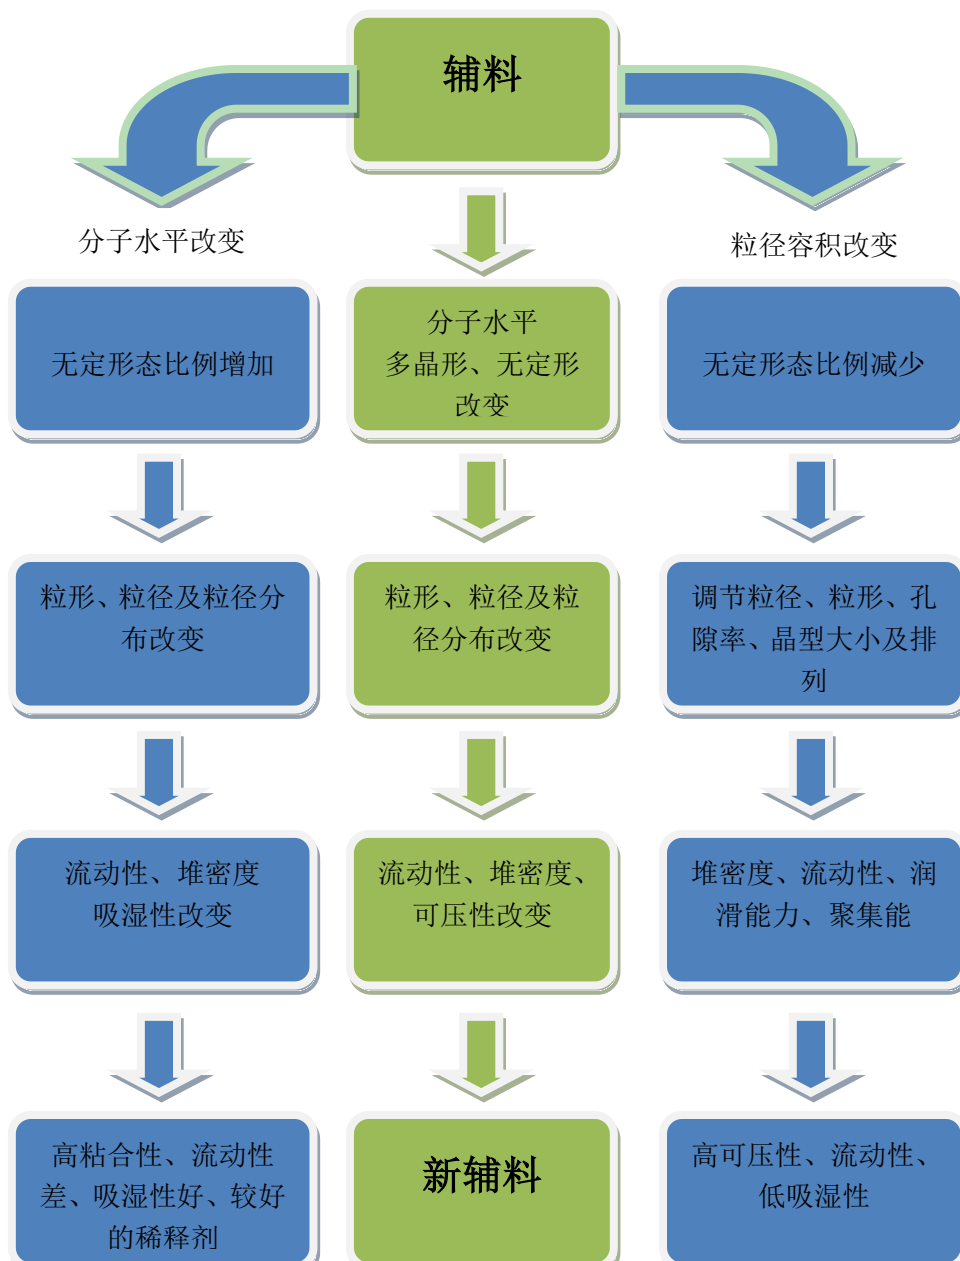 辅料
分子水平改变
粒径容积改变
无定形态比例增加
分子水平
多晶形、无定形
改变
无定形态比例减少
粒形、粒径及粒径分
布改变
粒形、粒径及粒
径分布改变
调节粒径、粒形、孔
隙率、晶型大小及排
列
流动性、堆密度
吸湿性改变
流动性、堆密度、
可压性改变
堆密度、流动性、润
滑能力、聚集能
高粘合性、流动性
差、吸湿性好、较好
的稀释剂
新辅料
高可压性、流动性、
低吸湿性